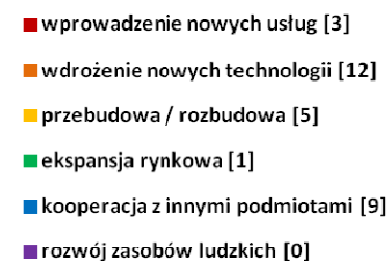 wprowadzenie nowych usług [3]
wdrożenie nowych technologii [12]
przebudowa / rozbudowa [5]
ekspansja rynkowa [1]
kooperacja z innymi podmiotami [9]
rozwój zasobów ludzkich [0]